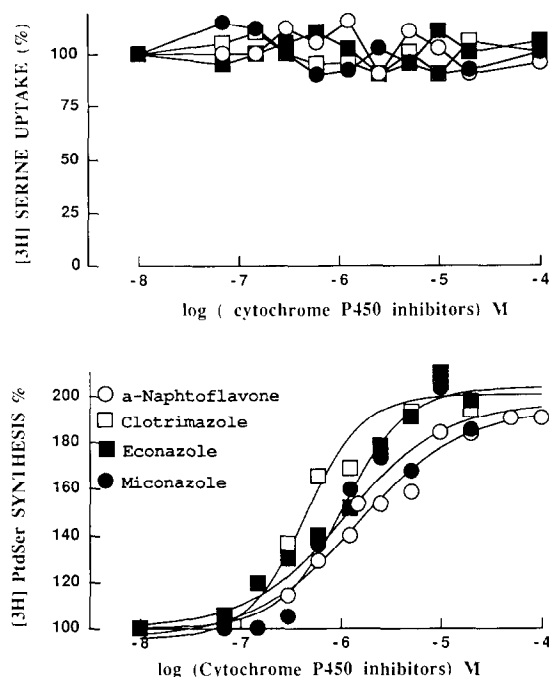 [3H] SERINE UPTAKE (%)
100
75
50
25
0
-8 -7 -6 -5 -4
log ( cytochrome P450 inhibitors) M
[3H] PtdSer SYNTHESIS %
200
180
160
140
120
100
a-Naphtoflavone
Clotrimazole
Econazole
Miconazole
-8 -7 -6 -5 -4
log (Cytochrome P450 inhibitors) M